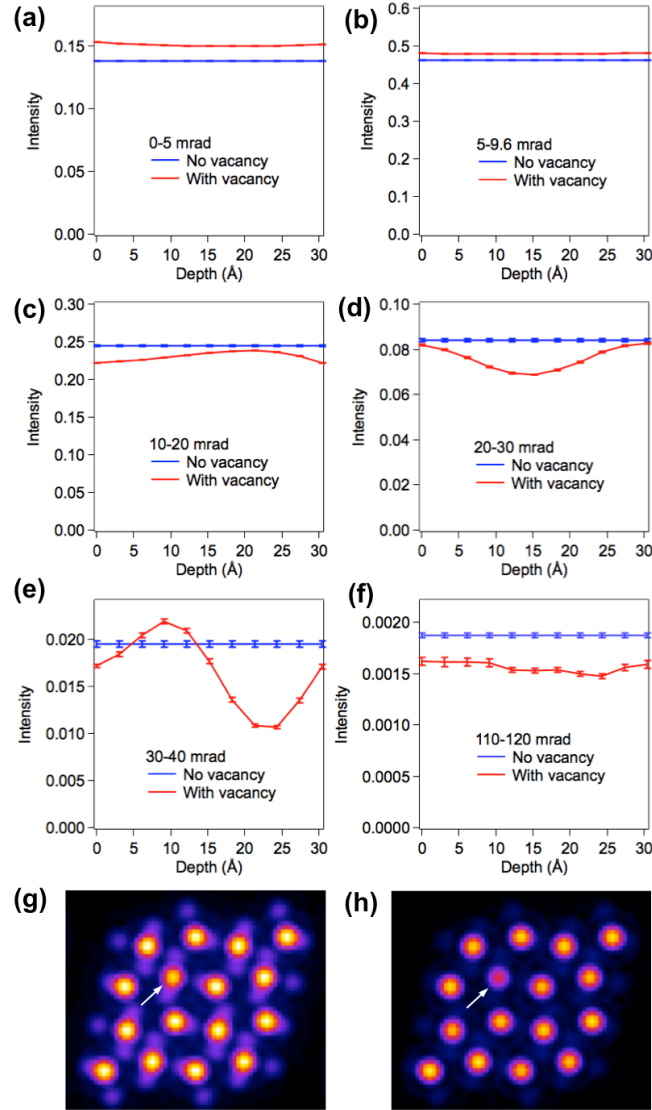 (a)
0.15
0.10
0.05
0.00
Intensity
0-5 mrad
No vacancy
With vacancy
0 5 10 15 20 25 30
Depth (Å)
(b)
0.6
0.5
0.4
0.3
0.2
0.1
0.0
Intensity
5-9.6 mrad
No vacancy
With vacancy
0 5 10 15 20 25 30
Depth (Å)
(c)
0.30
0.25
0.20
0.15
0.10
0.05
0.00
Intensity
10-20 mrad
No vacancy
With vacancy
0 5 10 15 20 25 30
Depth (Å)
(d)
0.10
0.08
0.06
0.04
0.02
0.00
Intensity
20-30 mrad
No vacancy
With vacancy
0 5 10 15 20 25 30
Depth (Å)
(e)
0.020
0.015
0.010
0.005
0.000
Intensity
30-40 mrad
No vacancy
With vacancy
0 5 10 15 20 25 30
Depth (Å)
(f)
0.0020
0.0015
0.0010
0.0005
0.0000
Intensity
110-120 mrad
No vacancy
With vacancy
0 5 10 15 20 25 30
Depth (Å)
(g)
(h)